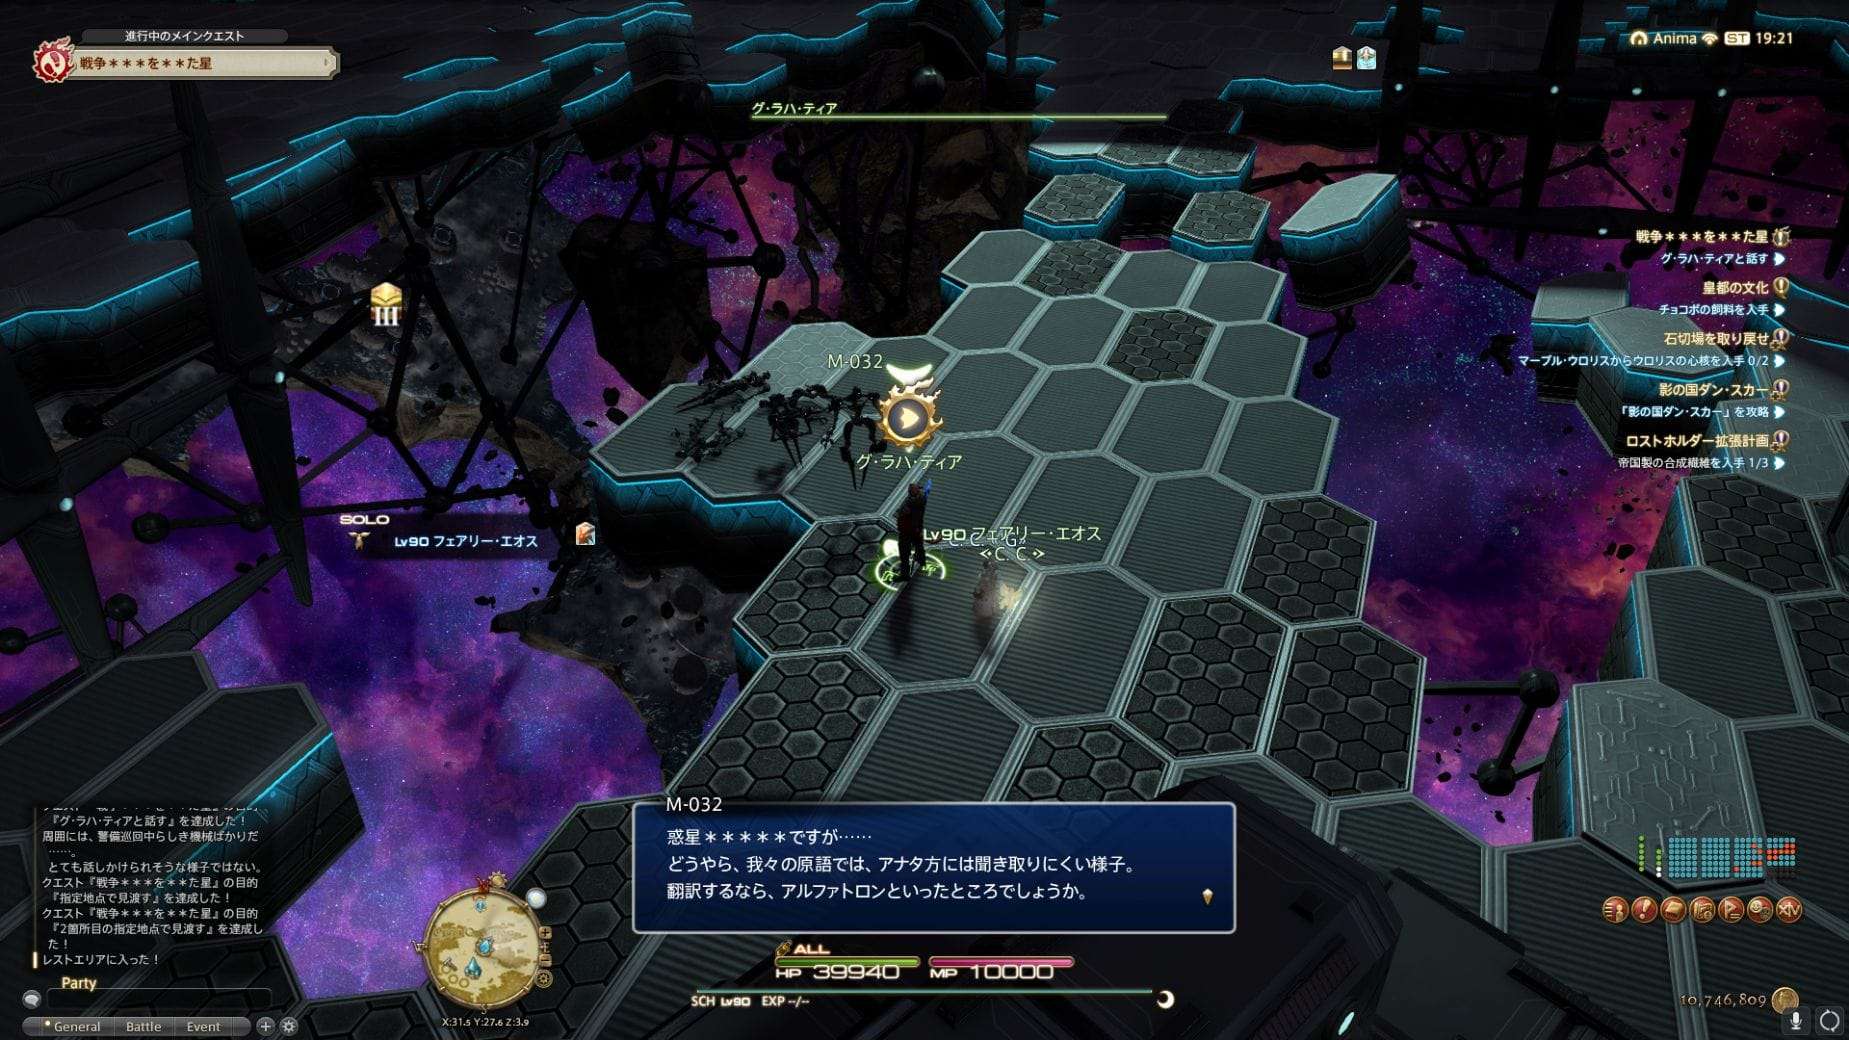 進行中のメインクエスト
戦争＊＊＊を＊＊た星
Anima ST 19:21
グ・ラハ・ティア
戦争＊＊＊を＊＊た星
グ・ラハ・ティアと話す
皇都の文化
チョコボの飼料を入手
石切場を取り戻せ
マーブル・ウロリスからウロリスの心核を入手 0/2
影の国ダン・スカー
「影の国ダン・スカー」を攻略
ロストホルダー拡張計画
帝国製の合成繊維を入手 1/3
III
M-032
グ・ラハ・ティア
SOLO
Lv90 フェアリー・エオス
Lv90 フェアリー・エオス
«C. C»
M-032
惑星＊＊＊＊＊ですが……
どうやら、我々の原語では、アナタ方には聞き取りにくい様子。
翻訳するなら、アルファトロンといったところでしょうか。
『グ・ラハ・ティアと話す』を達成した！
周囲には、警備巡回中らしき機械ばかりだ
……。
とても話しかけられそうな様子ではない。
クエスト『戦争＊＊＊を＊＊た星』の目的
『指定地点で見渡す』を達成した！
クエスト『戦争＊＊＊を＊＊た星』の目的
『2箇所目の指定地点で見渡す』を達成し
た！
レストエリアに入った！
Party
General Battle Event
X:31.5 Y:27.6 Z:3.9
ALL
HP 39940 MP 10000
SCH Lv90 EXP --/--
XIV
10,746,809